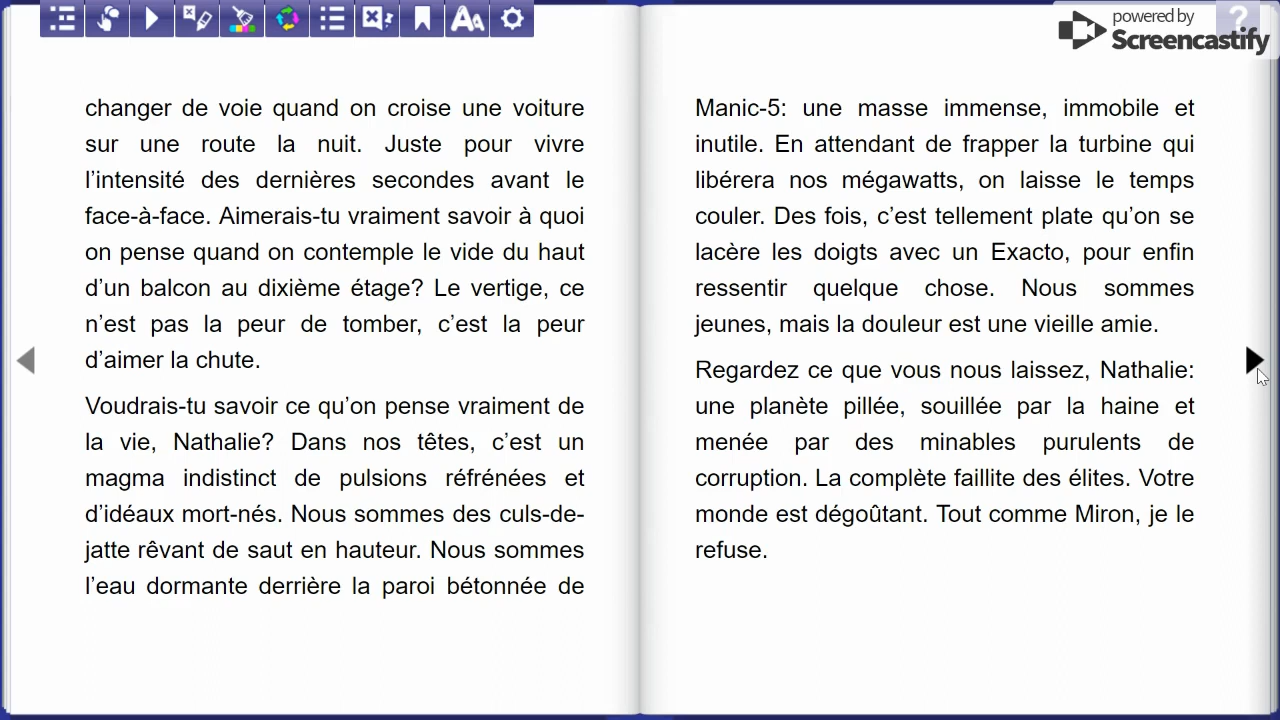 powered by
Screencastify
changer de voie quand on croise une voiture
sur une route la nuit. Juste pour vivre
l’intensité des dernières secondes avant le
face-à-face. Aimerais-tu vraiment savoir à quoi
on pense quand on contemple le vide du haut
d’un balcon au dixième étage? Le vertige, ce
n’est pas la peur de tomber, c’est la peur
d’aimer la chute.
Voudrais-tu savoir ce qu’on pense vraiment de
la vie, Nathalie? Dans nos têtes, c’est un
magma indistinct de pulsions réfrénées et
d’idéaux mort-nés. Nous sommes des culs-de-
jatte rêvant de saut en hauteur. Nous sommes
l’eau dormante derrière la paroi bétonnée de
Manic-5: une masse immense, immobile et
inutile. En attendant de frapper la turbine qui
libérera nos mégawatts, on laisse le temps
couler. Des fois, c’est tellement plate qu’on se
lacère les doigts avec un Exacto, pour enfin
ressentir quelque chose. Nous sommes
jeunes, mais la douleur est une vieille amie.
Regardez ce que vous nous laissez, Nathalie:
une planète pillée, souillée par la haine et
menée par des minables purulents de
corruption. La complète faillite des élites. Votre
monde est dégoûtant. Tout comme Miron, je le
refuse.